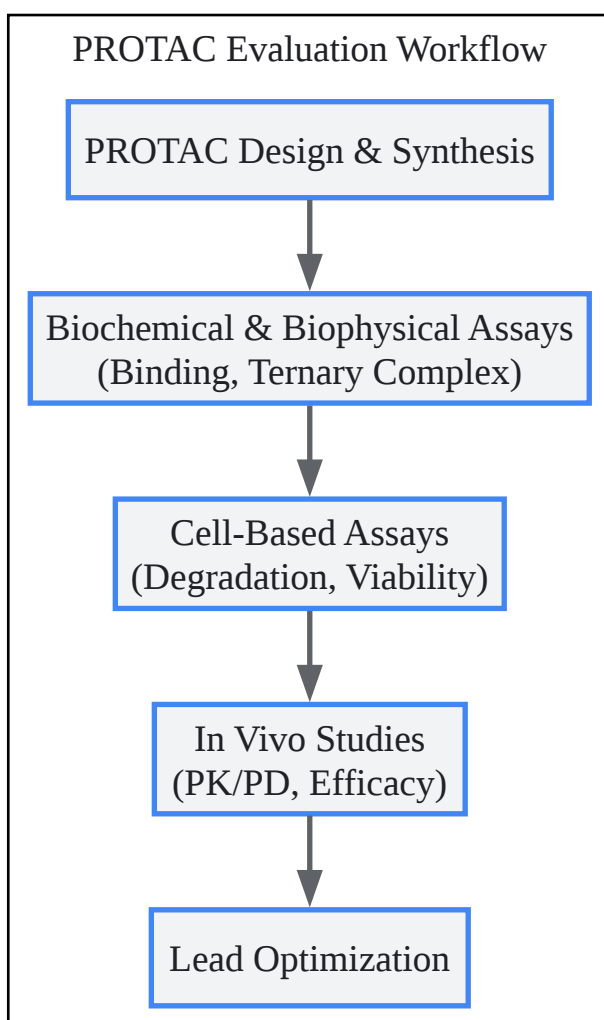 PROTAC Evaluation Workflow
PROTAC Design & Synthesis
Biochemical & Biophysical Assays
(Binding, Ternary Complex)
Cell-Based Assays
(Degradation, Viability)
In Vivo Studies
(PK/PD, Efficacy)
Lead Optimization